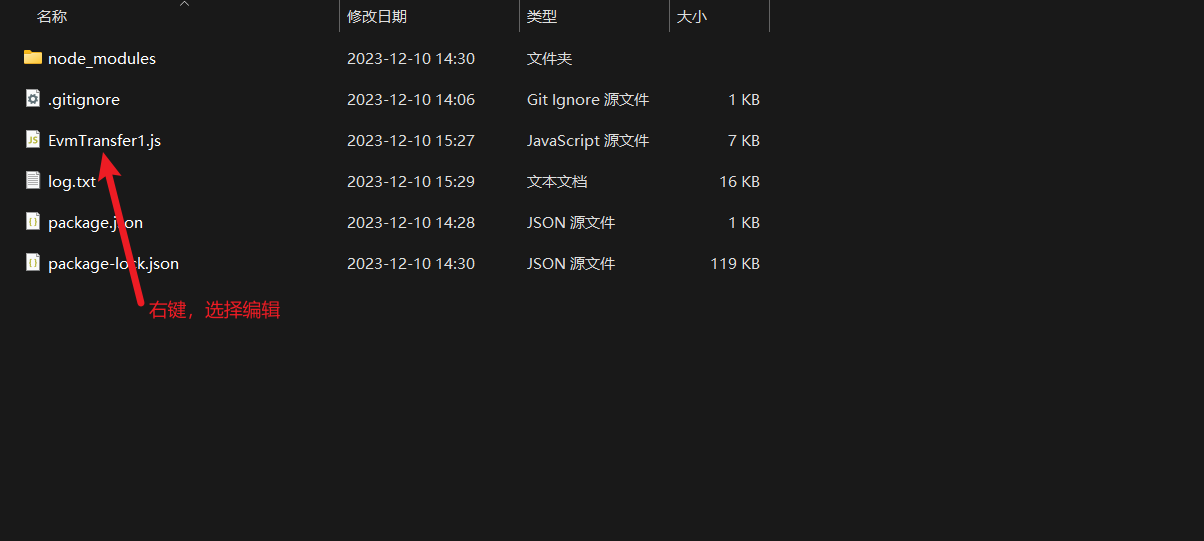 名称 修改日期 类型 大小
node_modules 2023-12-10 14:30 文件夹
.gitignore 2023-12-10 14:06 Git Ignore 源文件 1 KB
EvmTransfer1.js 2023-12-10 15:27 JavaScript 源文件 7 KB
log.txt 2023-12-10 15:29 文本文档 16 KB
package.json 2023-12-10 14:28 JSON 源文件 1 KB
package-lock.json 2023-12-10 14:30 JSON 源文件 119 KB
右键，选择编辑